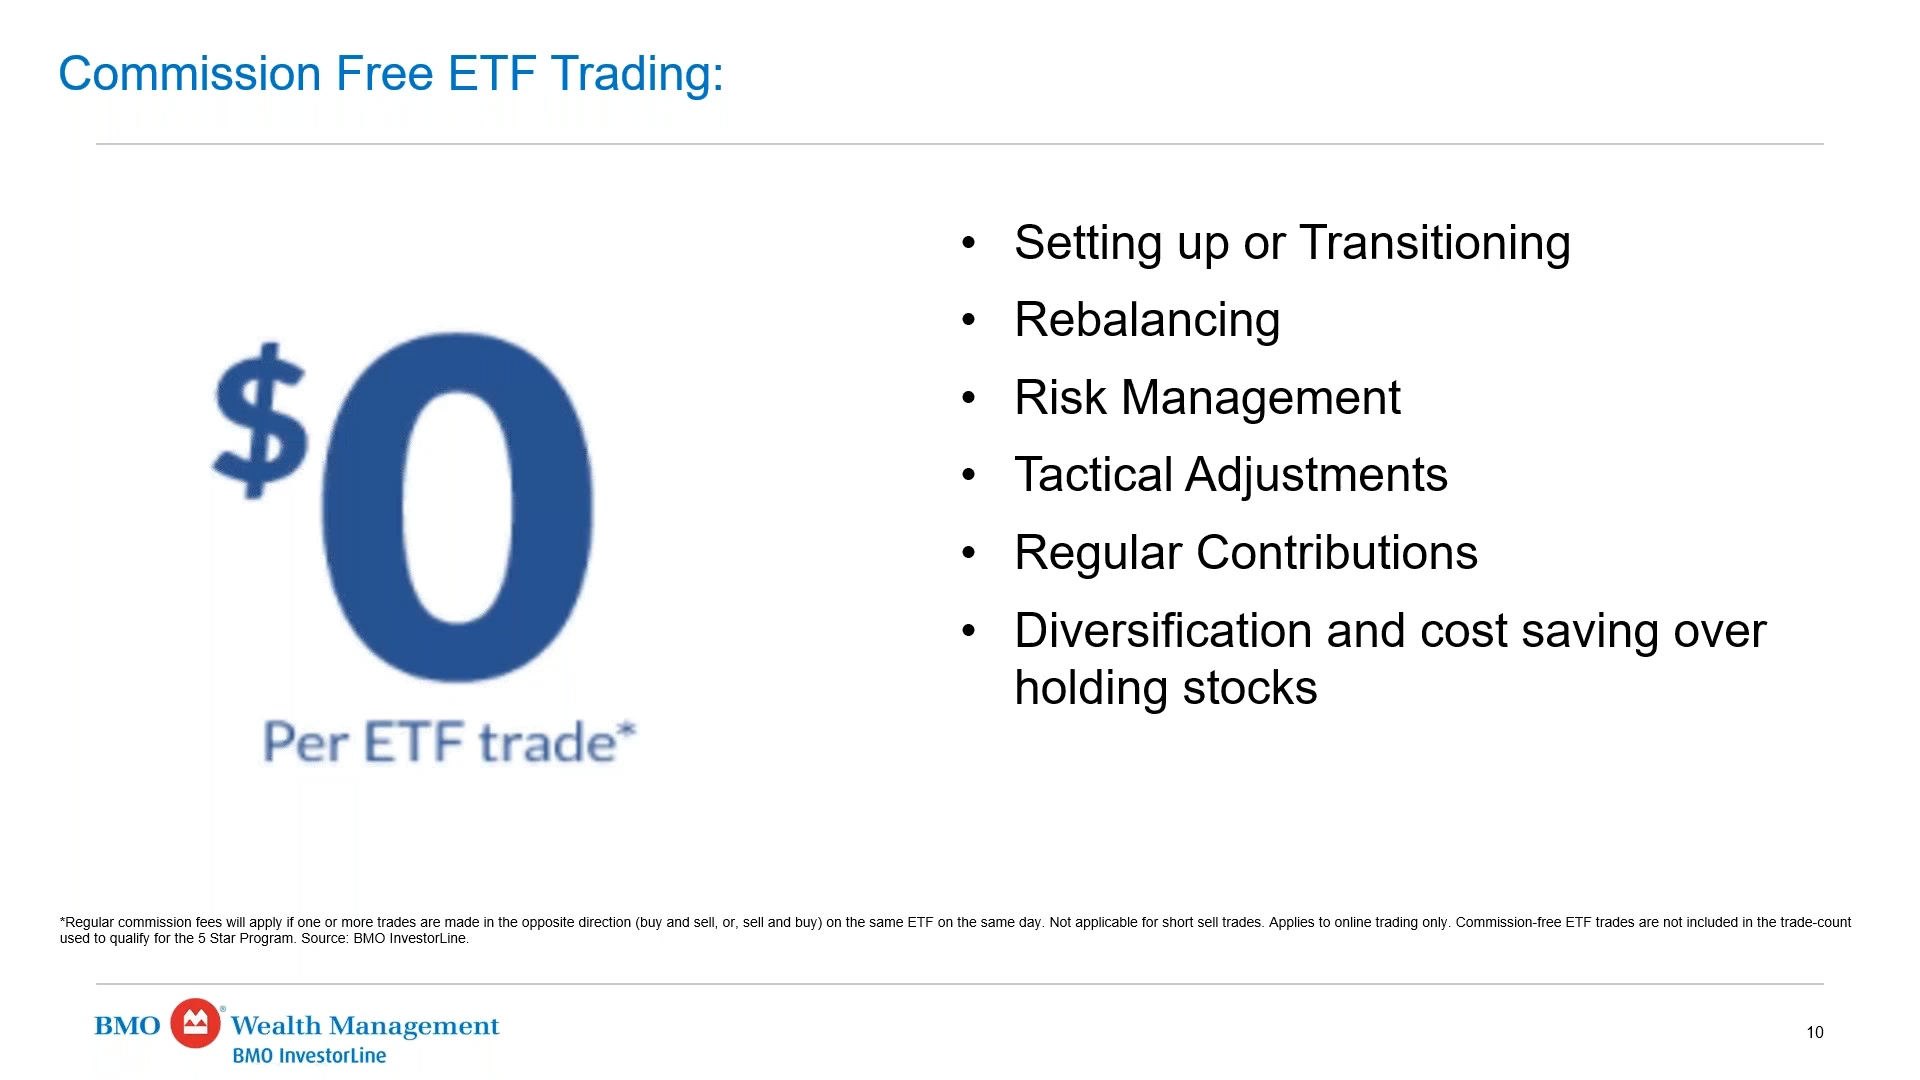 Commission Free ETF Trading:
$0
Per ETF trade*
• Setting up or Transitioning
• Rebalancing
• Risk Management
• Tactical Adjustments
• Regular Contributions
• Diversification and cost saving over
holding stocks
*Regular commission fees will apply if one or more trades are made in the opposite direction (buy and sell, or, sell and buy) on the same ETF on the same day. Not applicable for short sell trades. Applies to online trading only. Commission-free ETF trades are not included in the trade-count
used to qualify for the 5 Star Program. Source: BMO InvestorLine.
BMO ® Wealth Management
BMO InvestorLine
10